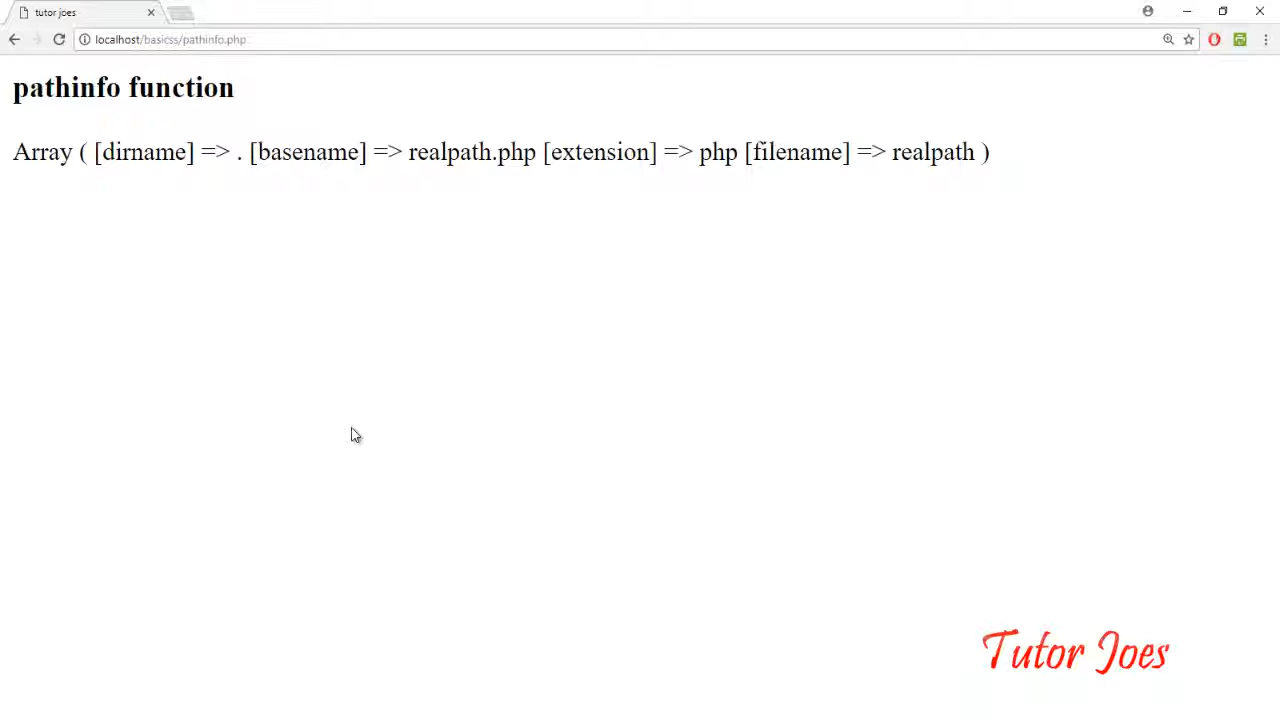 tutor joes
localhost/basicss/pathinfo.php
pathinfo function
Array ( [dirname] => . [basename] => realpath.php [extension] => php [filename] => realpath )
Tutor Joes